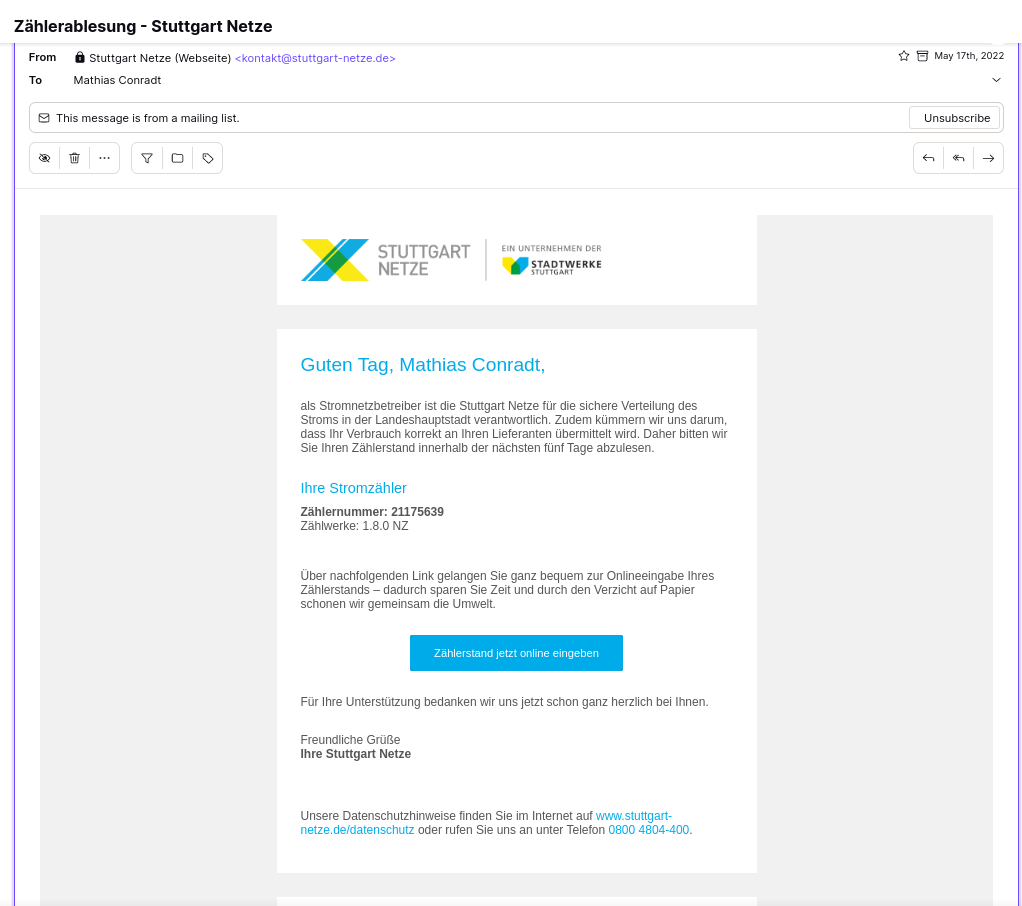 Zählerablesung - Stuttgart Netze
From Stuttgart Netze (Webseite) <kontakt@stuttgart-netze.de> May 17th, 2022
To Mathias Conradt
This message is from a mailing list. Unsubscribe
STUTTGART NETZE
EIN UNTERNEHMEN DER
STADTWERKE
STUTTGART
Guten Tag, Mathias Conradt,
als Stromnetzbetreiber ist die Stuttgart Netze für die sichere Verteilung des
Stroms in der Landeshauptstadt verantwortlich. Zudem kümmern wir uns darum,
dass Ihr Verbrauch korrekt an Ihren Lieferanten übermittelt wird. Daher bitten wir
Sie Ihren Zählerstand innerhalb der nächsten fünf Tage abzulesen.
Ihre Stromzähler
Zählernummer: 21175639
Zählwerke: 1.8.0 NZ
Über nachfolgenden Link gelangen Sie ganz bequem zur Onlineeingabe Ihres
Zählerstands – dadurch sparen Sie Zeit und durch den Verzicht auf Papier
schonen wir gemeinsam die Umwelt.
Zählerstand jetzt online eingeben
Für Ihre Unterstützung bedanken wir uns jetzt schon ganz herzlich bei Ihnen.
Freundliche Grüße
Ihre Stuttgart Netze
Unsere Datenschutzhinweise finden Sie im Internet auf www.stuttgart-
netze.de/datenschutz oder rufen Sie uns an unter Telefon 0800 4804-400.